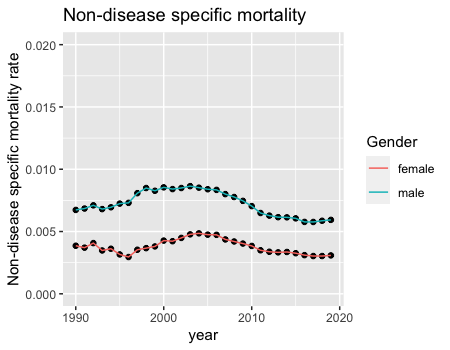 Non-disease specific mortality
Non-disease specific mortality rate
0.020
0.015
0.010
0.005
0.000
1990
2000
2010
2020
year
Gender
female
male